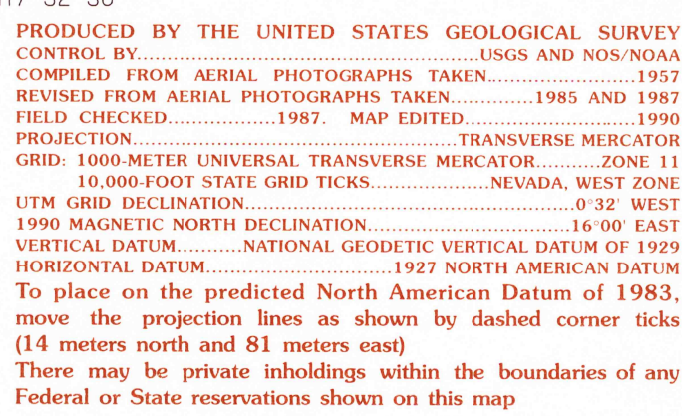 PRODUCED BY THE UNITED STATES GEOLOGICAL SURVEY
CONTROL BY..........................................................USGS AND NOS/NOAA
COMPILED FROM AERIAL PHOTOGRAPHS TAKEN..........................1957
REVISED FROM AERIAL PHOTOGRAPHS TAKEN..............1985 AND 1987
FIELD CHECKED..................1987. MAP EDITED..............................1990
PROJECTION.......................................................TRANSVERSE MERCATOR
GRID: 1000-METER UNIVERSAL TRANSVERSE MERCATOR...........ZONE 11
10,000-FOOT STATE GRID TICKS....................NEVADA, WEST ZONE
UTM GRID DECLINATION.........................................................0°32' WEST
1990 MAGNETIC NORTH DECLINATION...................................16°00' EAST
VERTICAL DATUM...........NATIONAL GEODETIC VERTICAL DATUM OF 1929
HORIZONTAL DATUM................................1927 NORTH AMERICAN DATUM
To place on the predicted North American Datum of 1983,
move the projection lines as shown by dashed corner ticks
(14 meters north and 81 meters east)
There may be private inholdings within the boundaries of any
Federal or State reservations shown on this map